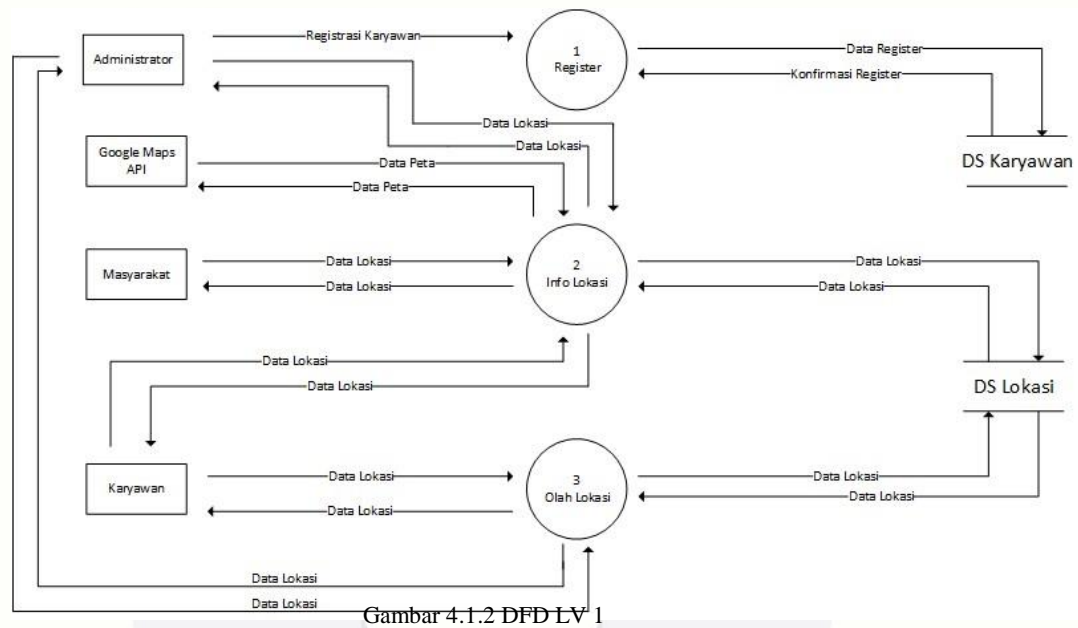 Administrator
Registrasi Karyawan
1
Register
Data Register
Konfirmasi Register
DS Karyawan
Data Lokasi
Data Lokasi
Google Maps
API
Data Peta
Data Peta
Masyarakat
Data Lokasi
Data Lokasi
2
Info Lokasi
Data Lokasi
Data Lokasi
Data Lokasi
Data Lokasi
DS Lokasi
Karyawan
Data Lokasi
Data Lokasi
3
Olah Lokasi
Data Lokasi
Data Lokasi
Data Lokasi
Data Lokasi
Gambar 4.1.2 DFD LV 1